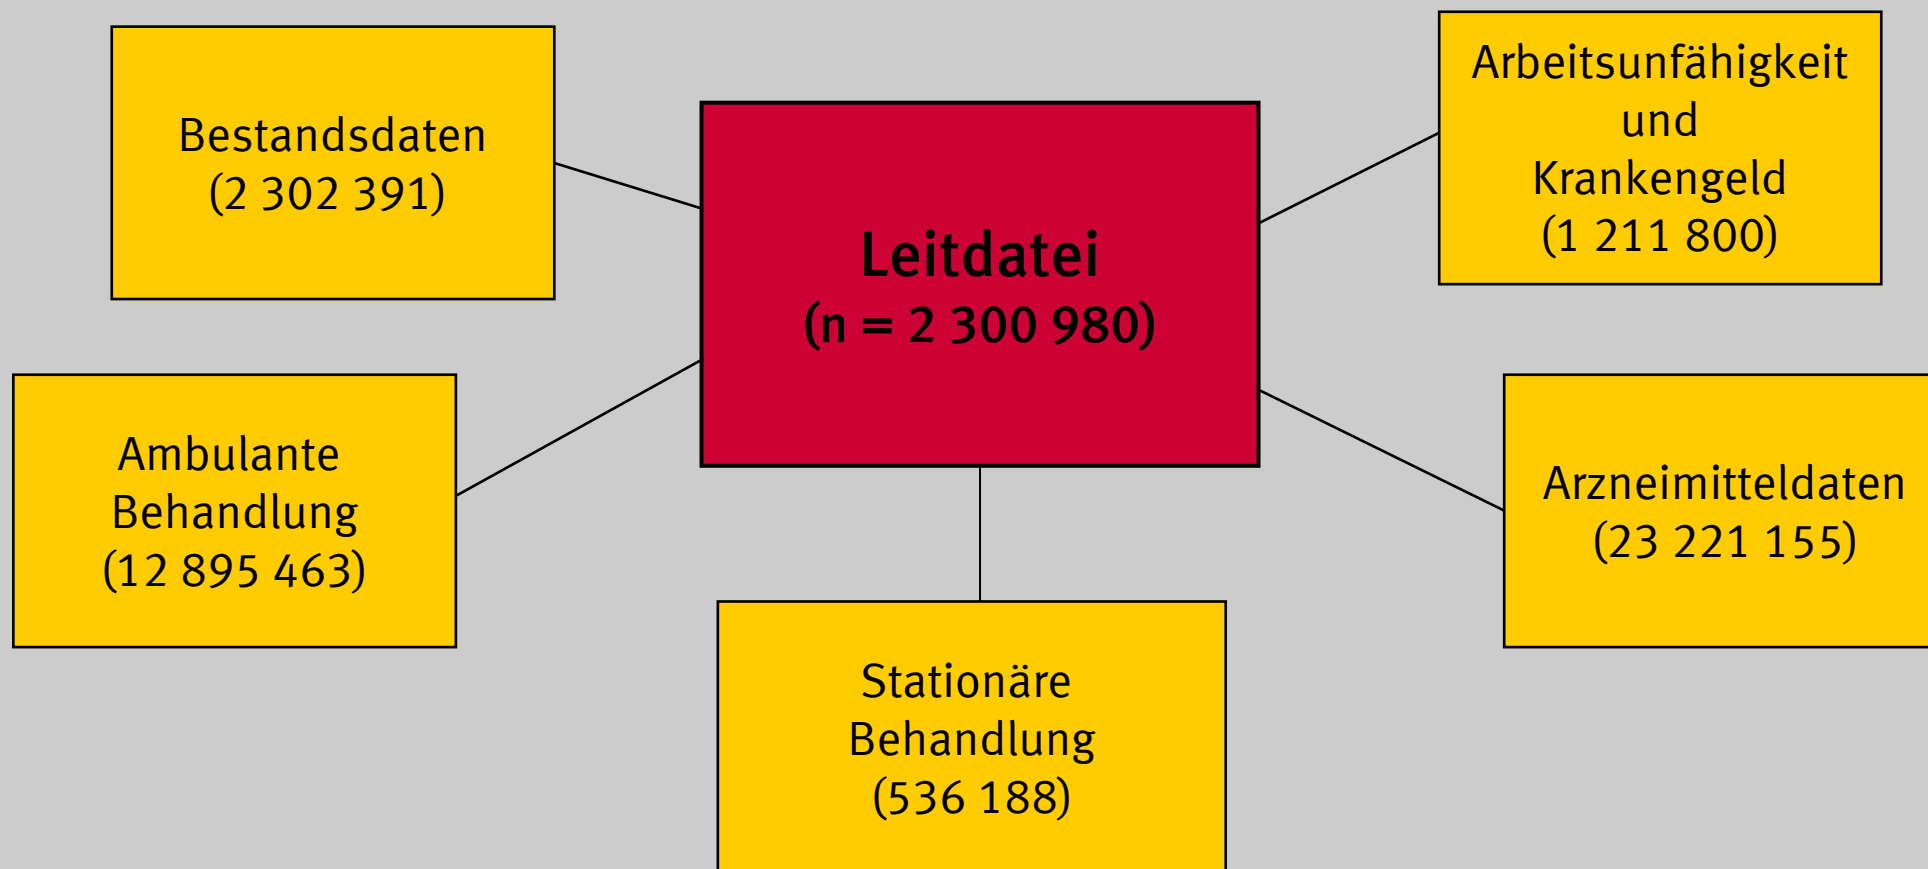 Bestandsdaten
(2 302 391)
Leitdatei
(n = 2 300 980)
Arbeitsunfähigkeit
und
Krankengeld
(1 211 800)
Ambulante
Behandlung
(12 895 463)
Arzneimitteldaten
(23 221 155)
Stationäre
Behandlung
(536 188)